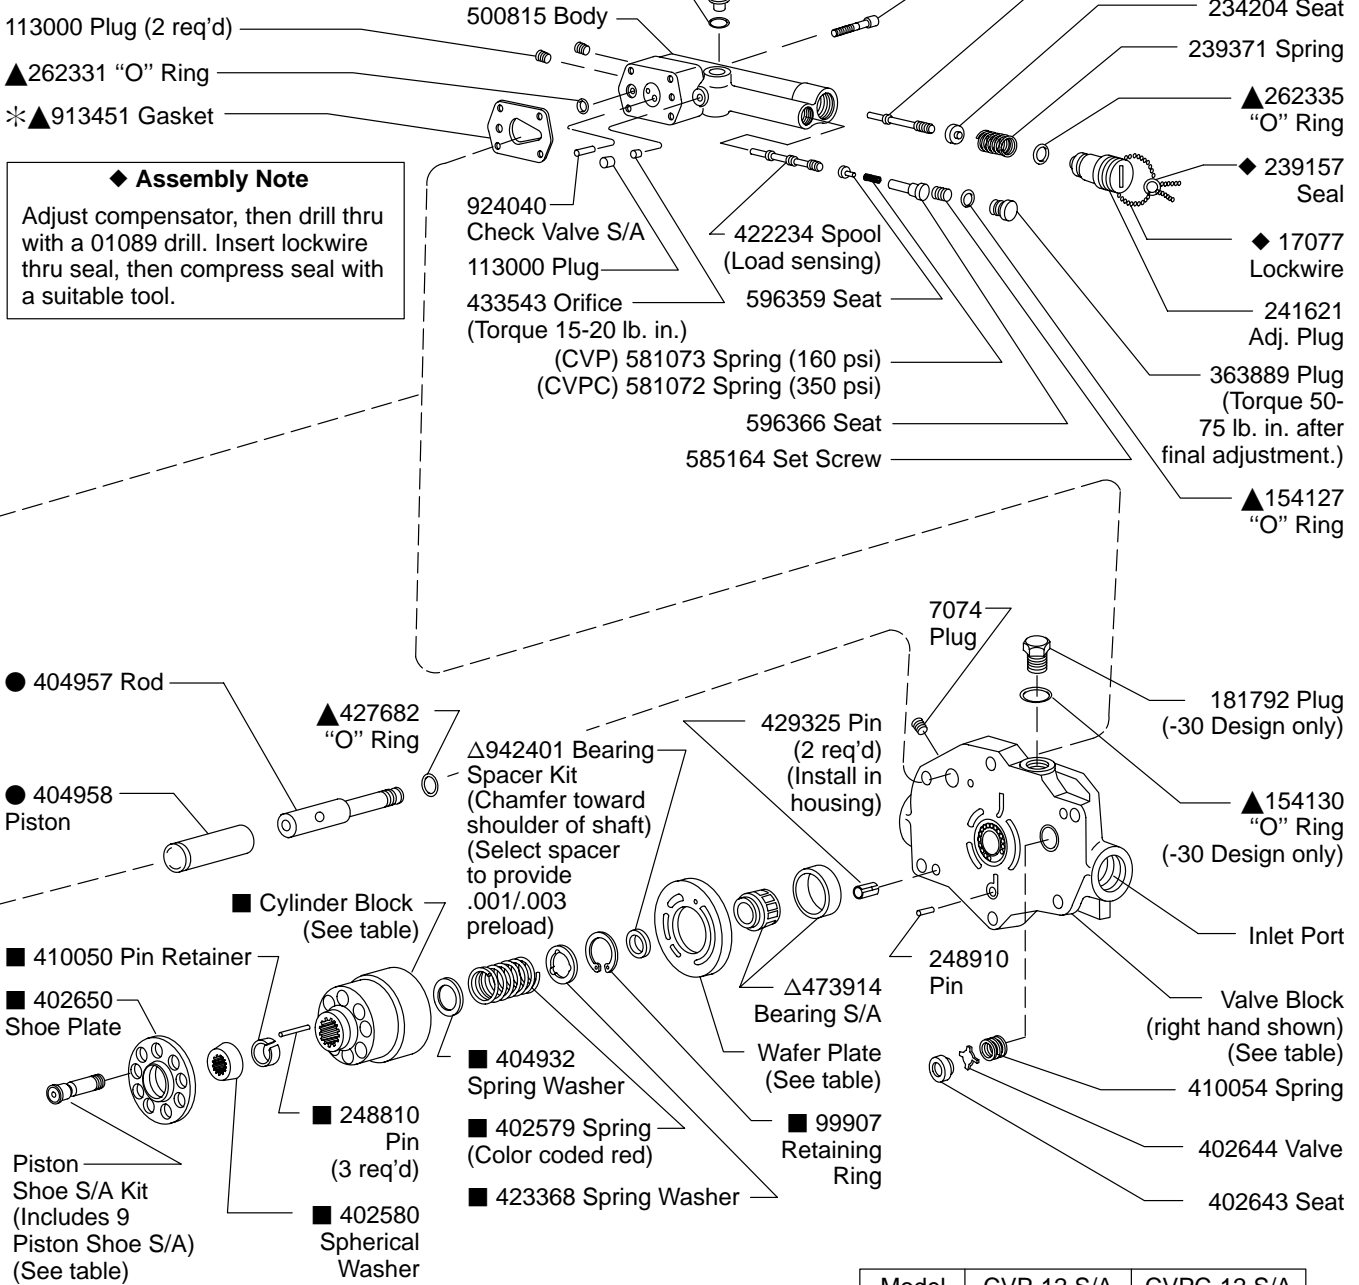 500815 Body
113000 Plug (2 req’d)
▲262331 “O” Ring
✳▲913451 Gasket
234204 Seat
239371 Spring
▲262335
“O” Ring
◆ 239157
Seal
◆ 17077
Lockwire
241621
Adj. Plug
363889 Plug
(Torque 50-
75 lb. in. after
final adjustment.)
▲154127
“O” Ring
◆ Assembly Note
Adjust compensator, then drill thru
with a 01089 drill. Insert lockwire
thru seal, then compress seal with
a suitable tool.
924040
Check Valve S/A
113000 Plug
433543 Orifice
(Torque 15-20 lb. in.)
422234 Spool
(Load sensing)
596359 Seat
(CVP) 581073 Spring (160 psi)
(CVPC) 581072 Spring (350 psi)
596366 Seat
585164 Set Screw
7074
Plug
181792 Plug
(-30 Design only)
▲154130
“O” Ring
(-30 Design only)
● 404957 Rod
▲427682
“O” Ring
● 404958
Piston
△942401 Bearing
Spacer Kit
(Chamfer toward
shoulder of shaft)
(Select spacer
to provide
.001/.003
preload)
429325 Pin
(2 req’d)
(Install in
housing)
■ Cylinder Block
(See table)
■ 410050 Pin Retainer
■ 402650
Shoe Plate
248910
Pin
△473914
Bearing S/A
Inlet Port
Valve Block
(right hand shown)
(See table)
Wafer Plate
(See table)
■ 404932
Spring Washer
410054 Spring
■ 248810
Pin
(3 req’d)
■ 402579 Spring
(Color coded red)
■ 99907
Retaining
Ring
402644 Valve
■ 423368 Spring Washer
402643 Seat
Piston
Shoe S/A Kit
(Includes 9
Piston Shoe S/A)
(See table)
■ 402580
Spherical
Washer
Model CVP-12 S/A CVPC-12 S/A